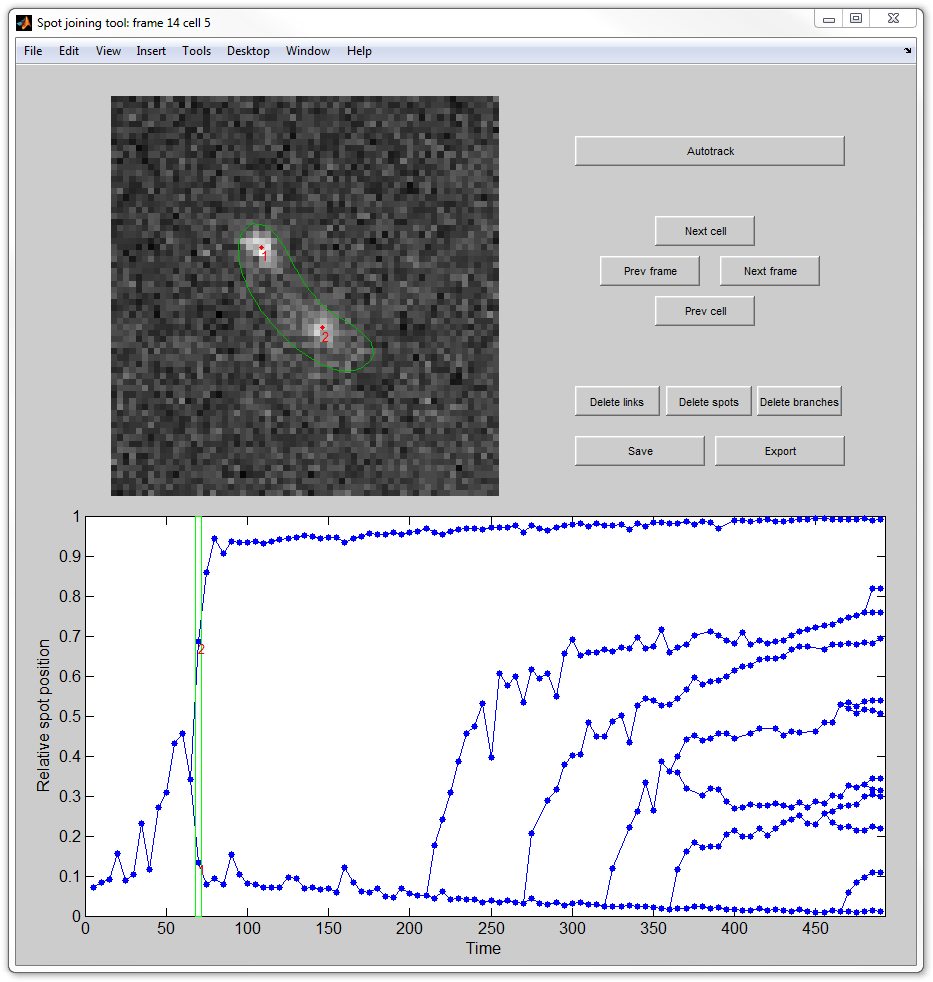 Spot joining tool: frame 14 cell 5
File Edit View Insert Tools Desktop Window Help
Autotrack
Next cell
Prev frame Next frame
Prev cell
Delete links Delete spots Delete branches
Save Export
1
2
1
0.9
0.8
0.7
0.6
0.5
0.4
0.3
0.2
0.1
0
Relative spot position
2
1
0 50 100 150 200 250 300 350 400 450
Time